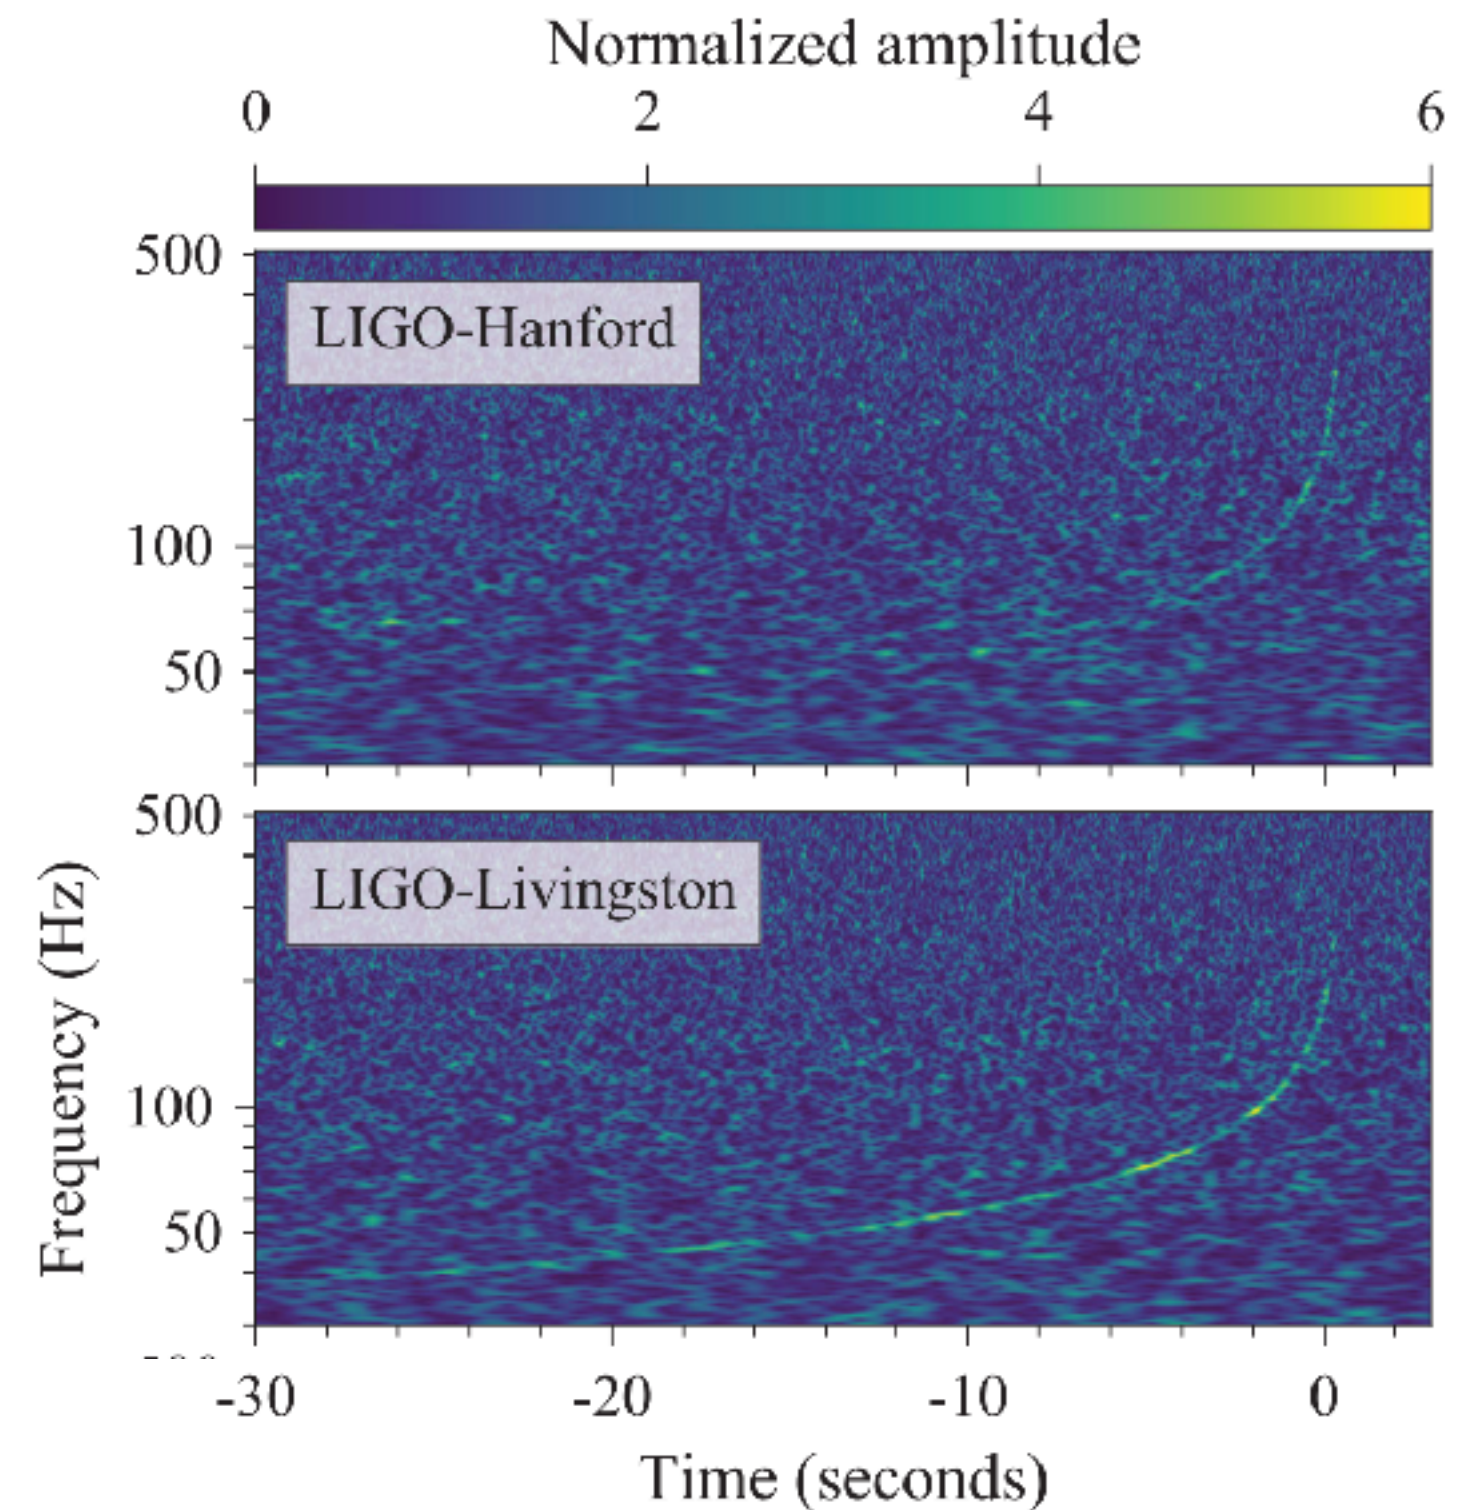 Normalized amplitude
0 2 4 6
500
LIGO-Hanford
100
50
500
LIGO-Livingston
100
50
Frequency (Hz)
-30 -20 -10 0
Time (seconds)